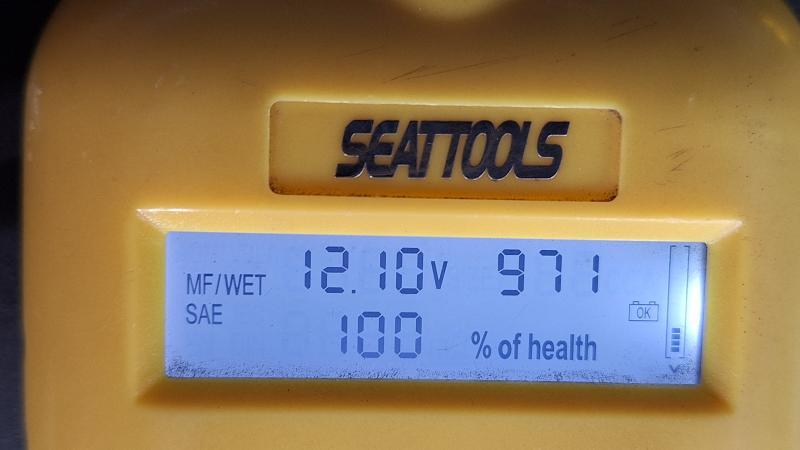 SEATTOOLS
MF/WET 12.10V 971
SAE 100 % of health
OK